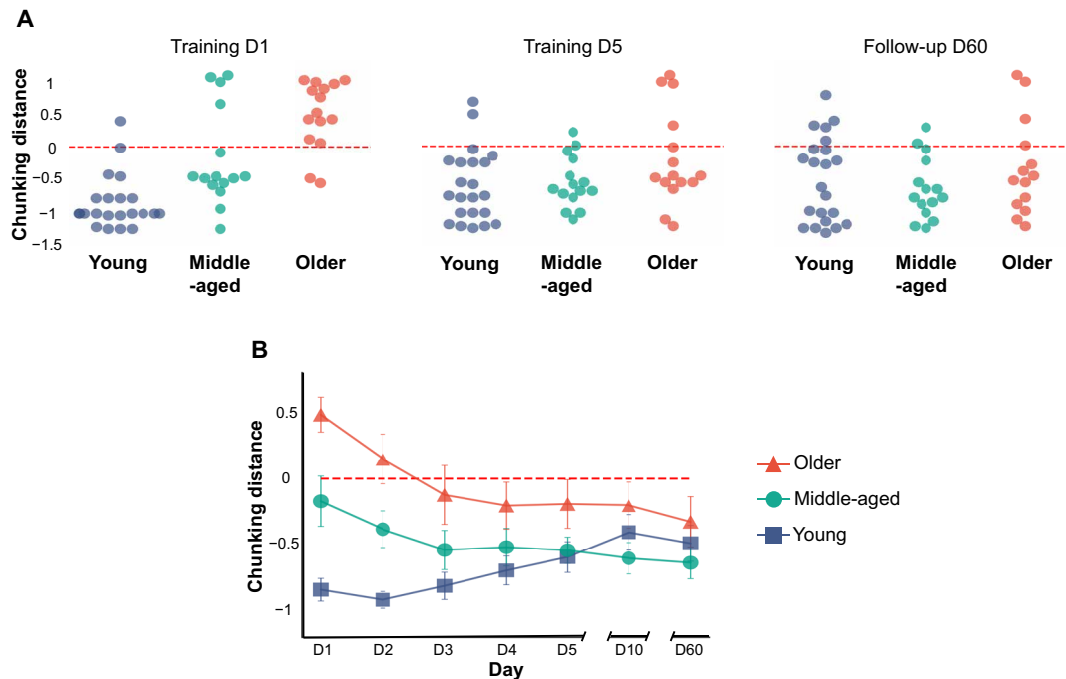 A
Training D1
Training D5
Follow-up D60
Chunking distance
1
0.5
0
−0.5
−1
−1.5
Young
Middle
-aged
Older
Young
Middle
-aged
Older
Young
Middle
-aged
Older
B
Chunking distance
0.5
0
−0.5
−1
D1
D2
D3
D4
D5
D10
D60
Day
Older
Middle-aged
Young